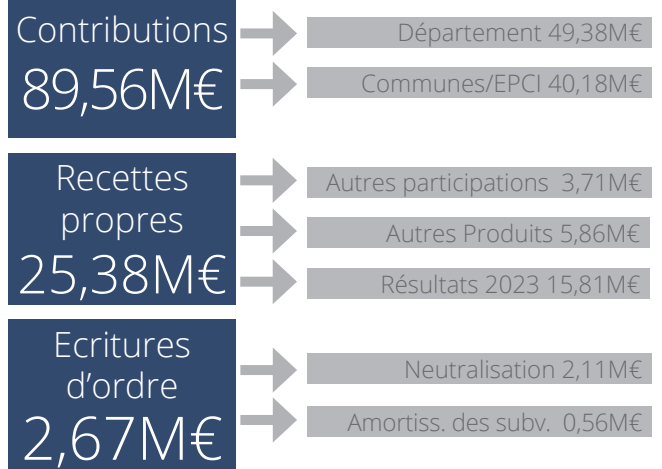 Contributions
89,56M€
Département 49,38M€
Communes/EPCI 40,18M€
Recettes
propres
25,38M€
Autres participations 3,71M€
Autres Produits 5,86M€
Résultats 2023 15,81M€
Ecritures
d’ordre
2,67M€
Neutralisation 2,11M€
Amortiss. des subv. 0,56M€